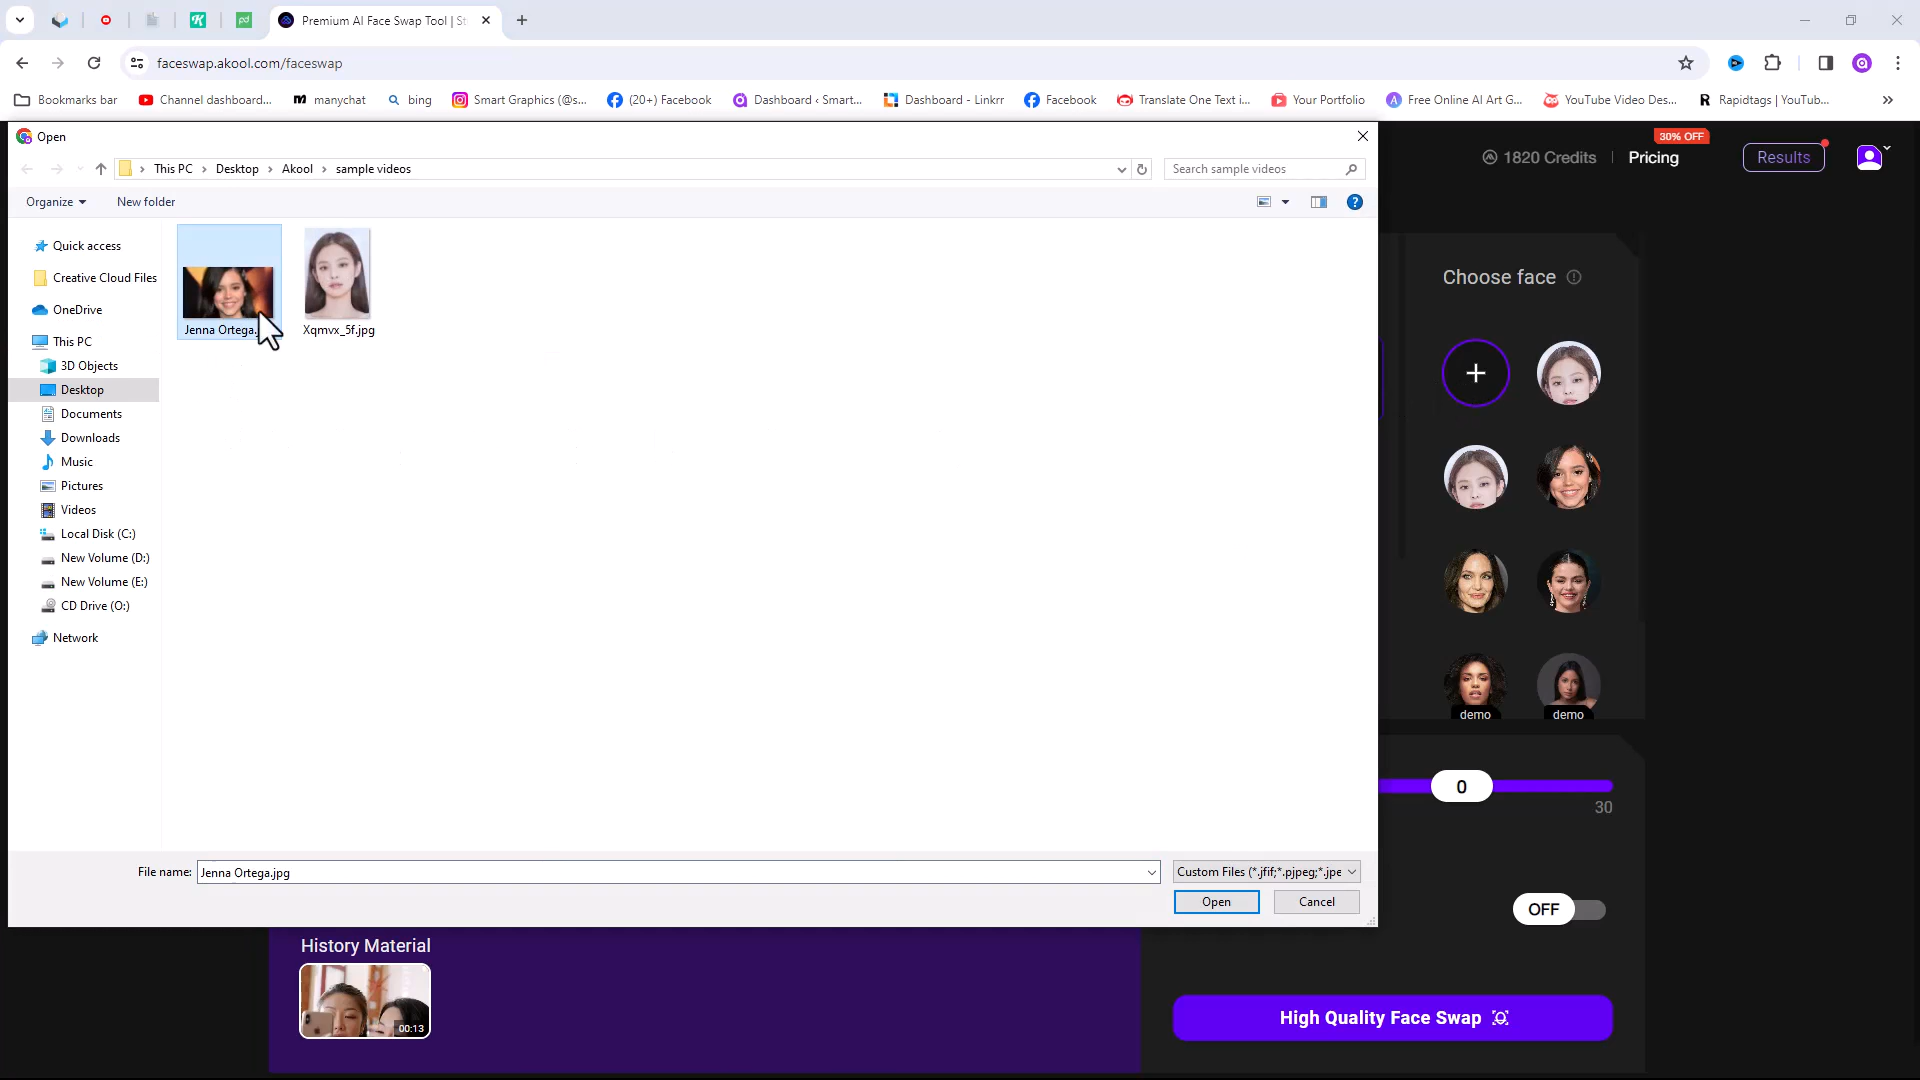 Premium AI Face Swap Tool | St
faceswap.akool.com/faceswap
Bookmarks bar
Channel dashboard...
manychat
bing
Smart Graphics (@s...
(20+) Facebook
Dashboard ‹ Smart...
Dashboard - Linkrr
Facebook
Translate One Text i...
Your Portfolio
Free Online AI Art G...
YouTube Video Des...
Rapidtags | YouTub...
»
Open
This PC › Desktop › Akool › sample videos
Search sample videos
Organize
New folder
Quick access
Creative Cloud Files
OneDrive
This PC
3D Objects
Desktop
Documents
Downloads
Music
Pictures
Videos
Local Disk (C:)
New Volume (D:)
New Volume (E:)
CD Drive (O:)
Network
Jenna Ortega.
Xqmvx_5f.jpg
File name:
Jenna Ortega.jpg
Custom Files (*.jfif;*.pjpeg;*.jpe
Open
Cancel
30% OFF
1820 Credits
Pricing
Results
Choose face
demo
demo
0
30
OFF
History Material
00:13
High Quality Face Swap